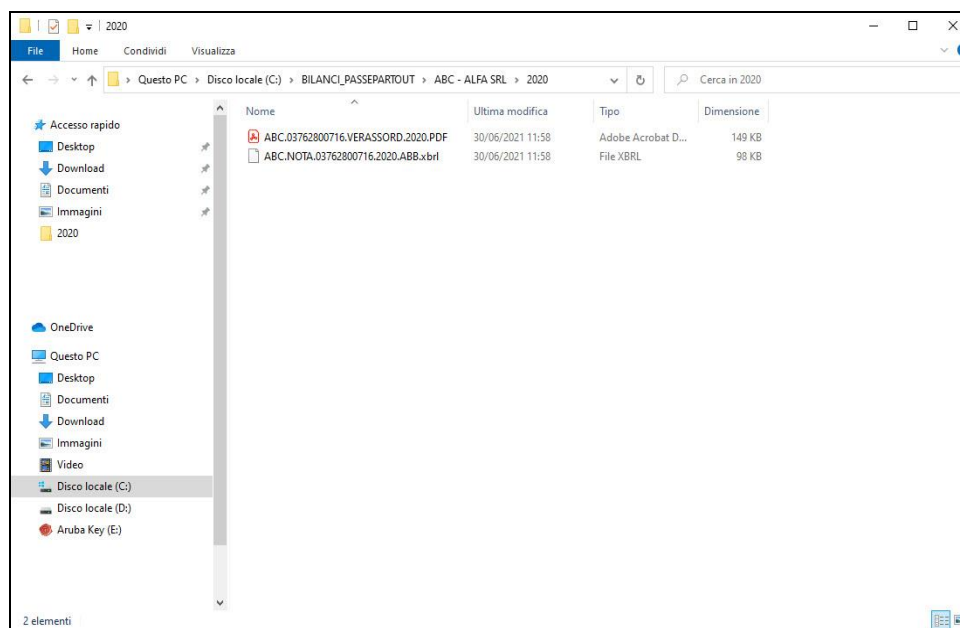 2020
File Home Condividi Visualizza
Questo PC > Disco locale (C:) > BILANCI_PASSEPARTOUT > ABC - ALFA SRL > 2020
Cerca in 2020
Nome Ultima modifica Tipo Dimensione
Accesso rapido
Desktop
Download
Documenti
Immagini
2020
ABC.03762800716.VERASSORD.2020.PDF 30/06/2021 11:58 Adobe Acrobat D... 149 KB
ABC.NOTA.03762800716.2020.ABB.xbrl 30/06/2021 11:58 File XBRL 98 KB
OneDrive
Questo PC
Desktop
Documenti
Download
Immagini
Video
Disco locale (C:)
Disco locale (D:)
Aruba Key (E:)
2 elementi